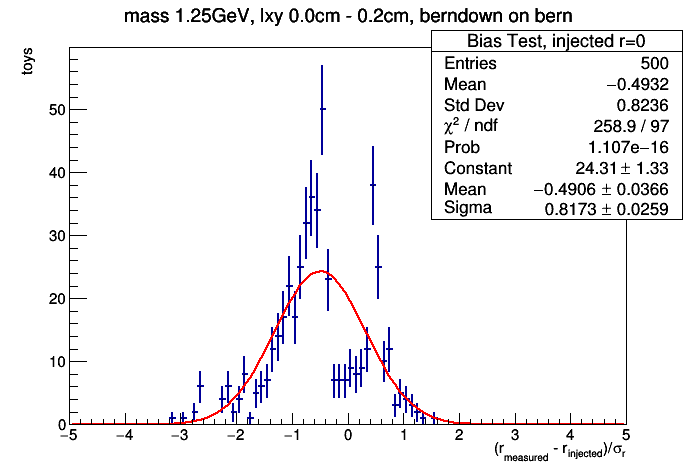 mass 1.25GeV, lxy 0.0cm - 0.2cm, berndown on bern
toys
Bias Test, injected r=0
Entries 500
Mean −0.4932
Std Dev 0.8236
χ² / ndf 258.9 / 97
Prob 1.107e−16
Constant 24.31 ± 1.33
Mean −0.4906 ± 0.0366
Sigma 0.8173 ± 0.0259
50
40
30
20
10
0
−5 −4 −3 −2 −1 0 1 2 3 4 5
(r_measured - r_injected)/σ_r